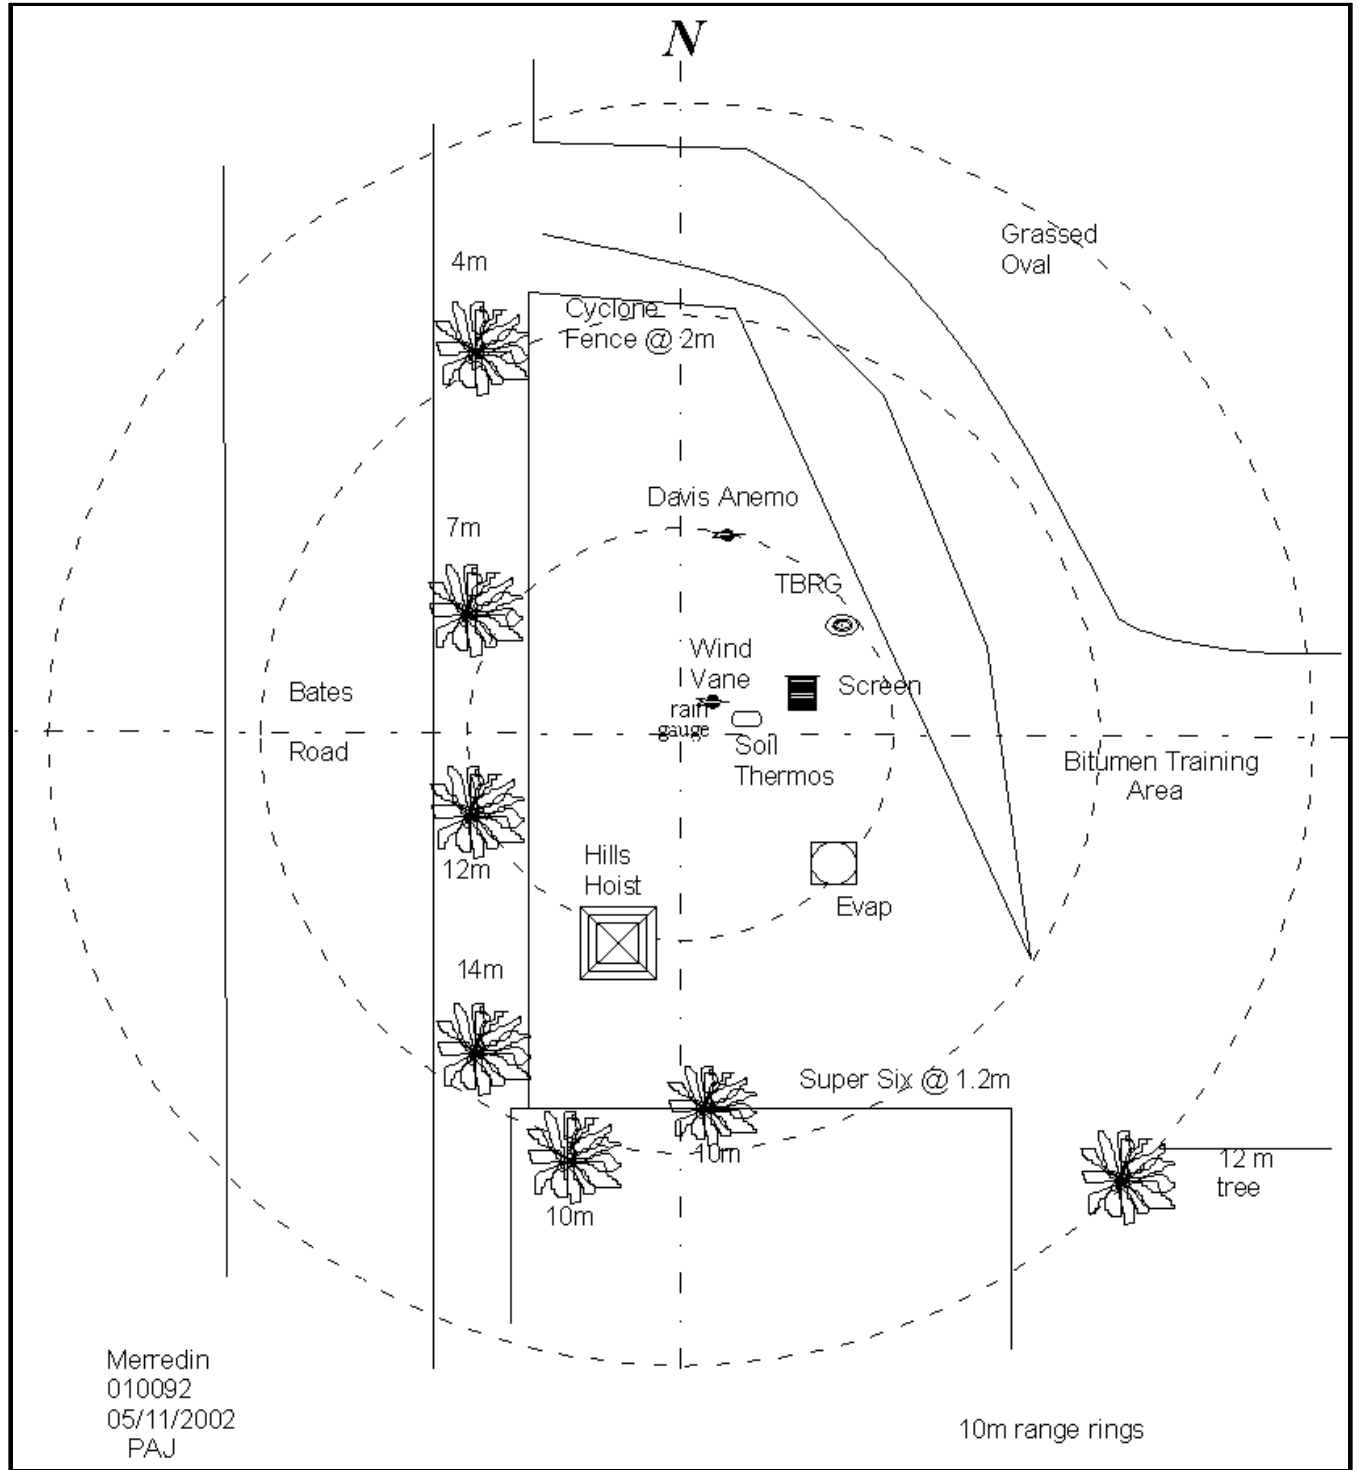 N
Grassed
Oval
4m
Cyclone
Fence @ 2m
Davis Anemo
7m
TBRG
Wind
Vane
Screen
Bates
rain
gauge
Road
Soil
Thermos
Bitumen Training
Area
Hills
Hoist
12m
Evap
14m
Super Six @ 1.2m
10m
12 m
tree
10m
Merredin
010092
05/11/2002
PAJ
10m range rings